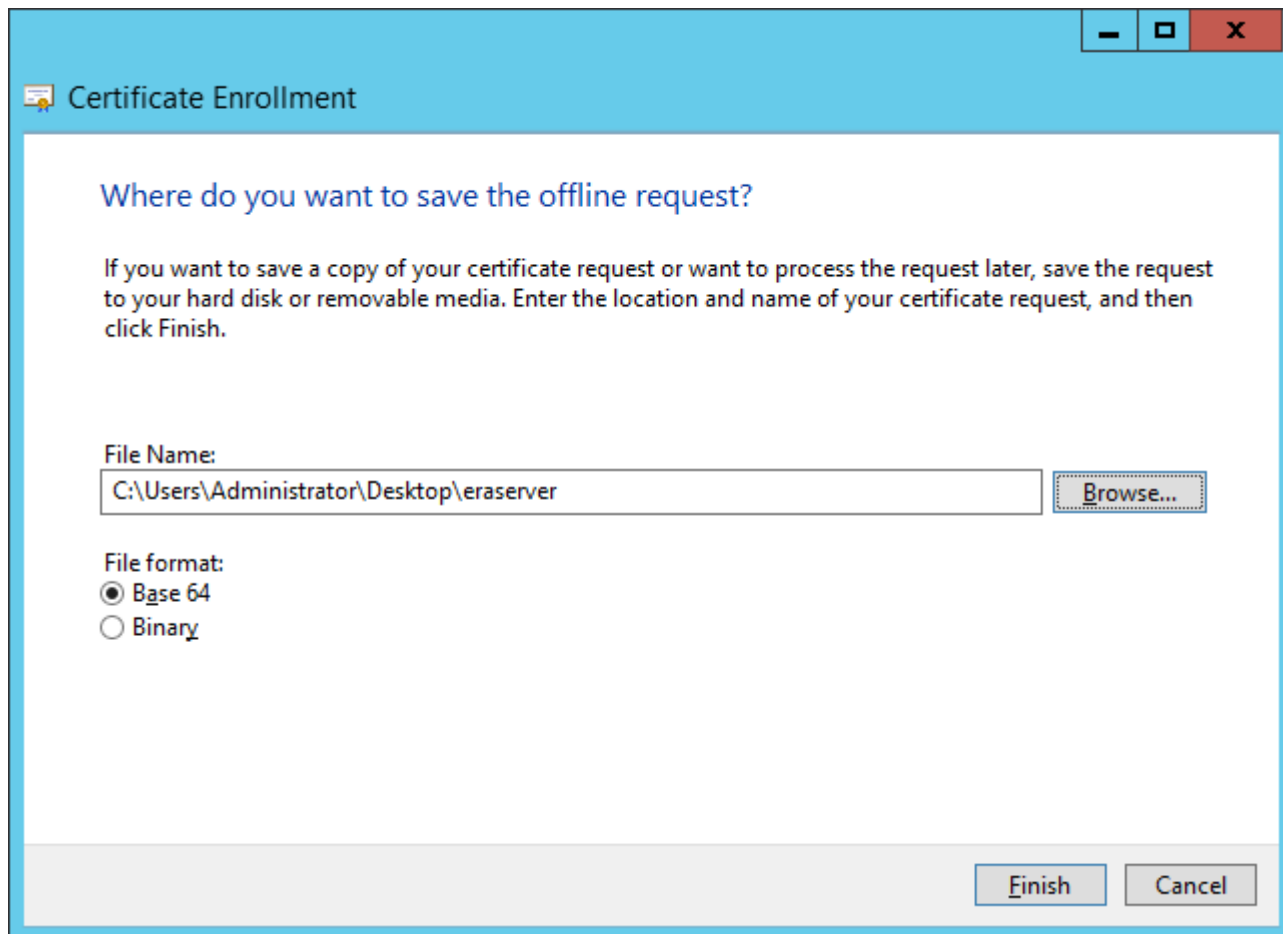 Certificate Enrollment
Where do you want to save the offline request?
If you want to save a copy of your certificate request or want to process the request later, save the request
to your hard disk or removable media. Enter the location and name of your certificate request, and then
click Finish.
File Name:
C:\Users\Administrator\Desktop\eraserver
Browse...
File format:
Base 64
Binary
Finish
Cancel